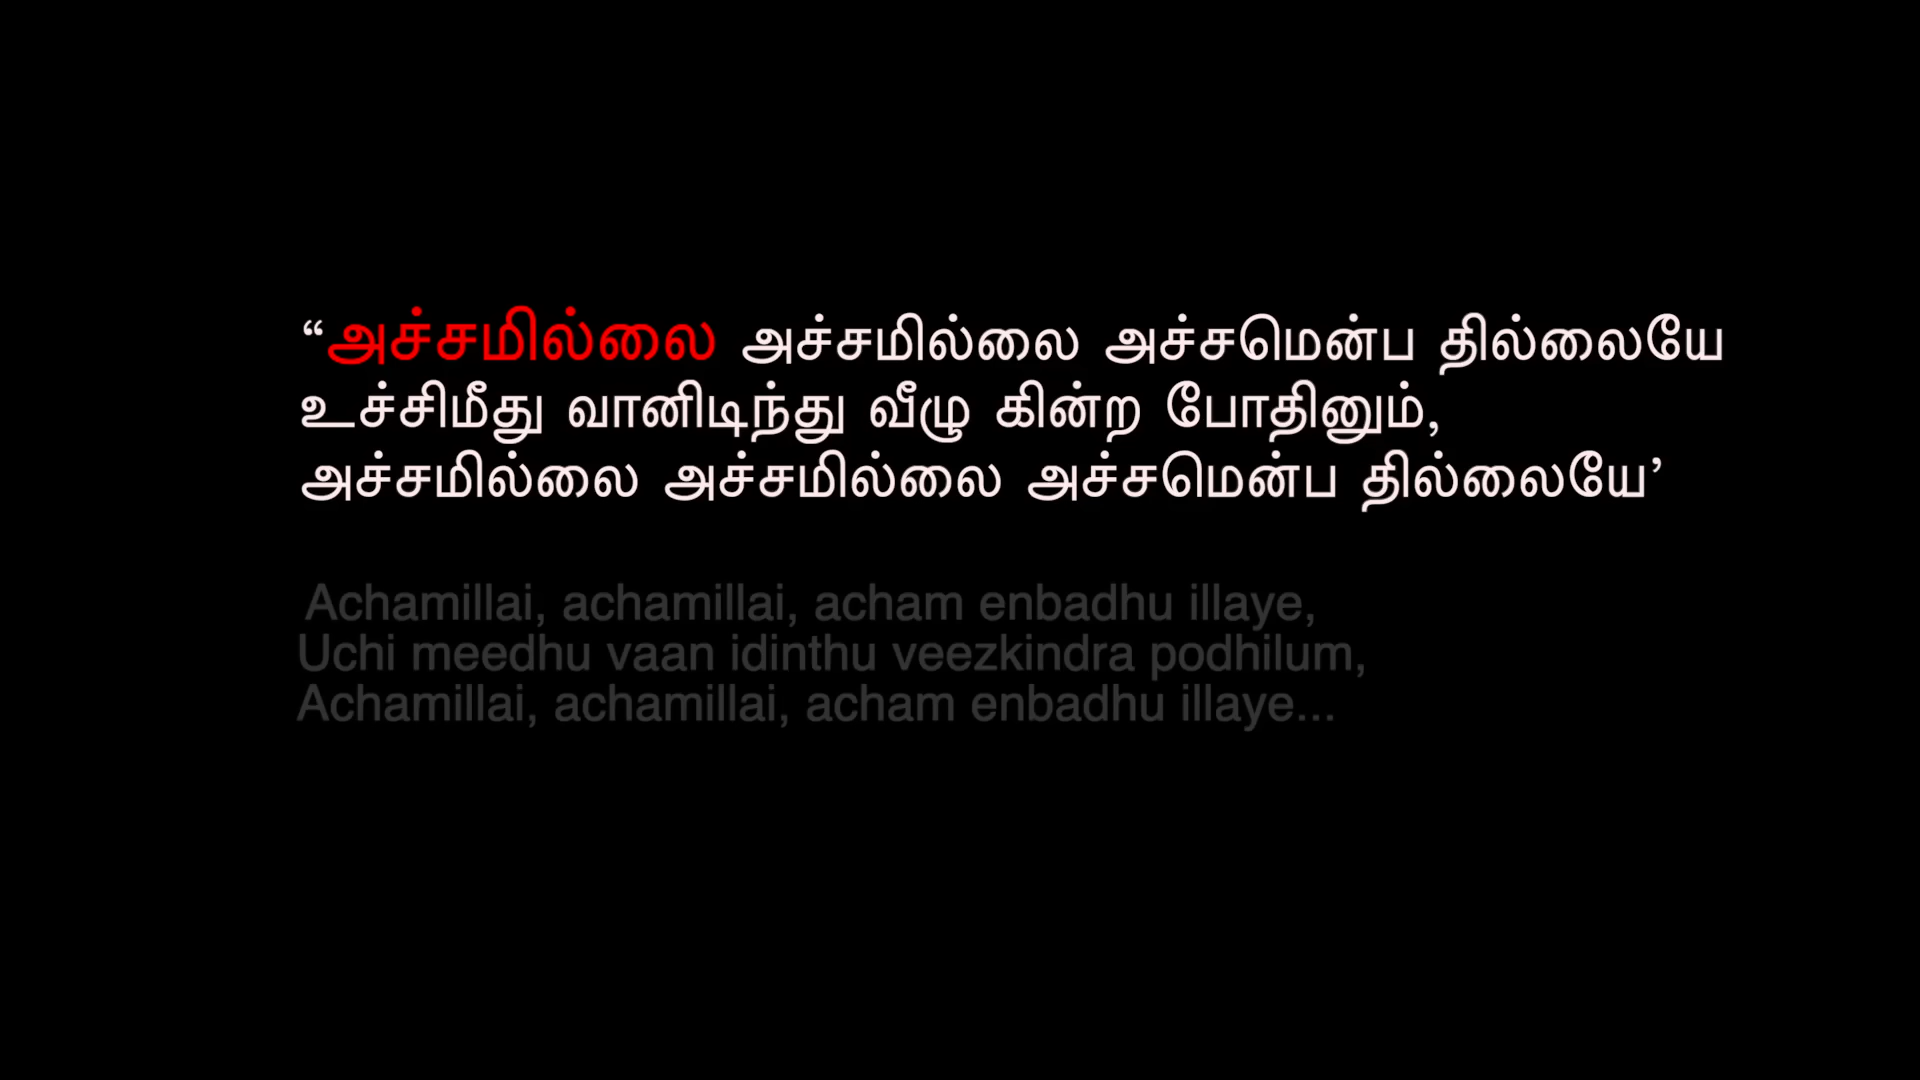 “அச்சமில்லை அச்சமில்லை அச்சமென்ப தில்லையே
உச்சிமீது வானிடிந்து வீழு கின்ற போதினும்,
அச்சமில்லை அச்சமில்லை அச்சமென்ப தில்லையே’
Achamillai, achamillai, acham enbadhu illaye,
Uchi meedhu vaan idinthu veezkindra podhilum,
Achamillai, achamillai, acham enbadhu illaye...